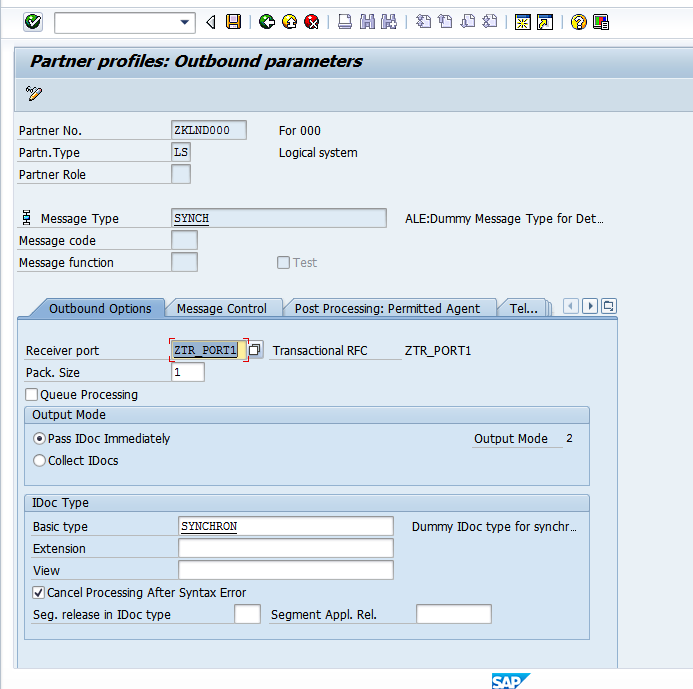 Partner profiles: Outbound parameters
Partner No. ZKLND000 For 000
Partn.Type LS Logical system
Partner Role
Message Type SYNCH ALE:Dummy Message Type for Det...
Message code
Message function Test
Outbound Options Message Control Post Processing: Permitted Agent Tel...
Receiver port ZTR_PORT1 Transactional RFC ZTR_PORT1
Pack. Size 1
Queue Processing
Output Mode
Pass IDoc Immediately Output Mode 2
Collect IDocs
IDoc Type
Basic type SYNCHRON Dummy IDoc type for synchr...
Extension
View
Cancel Processing After Syntax Error
Seg. release in IDoc type Segment Appl. Rel.
SAP